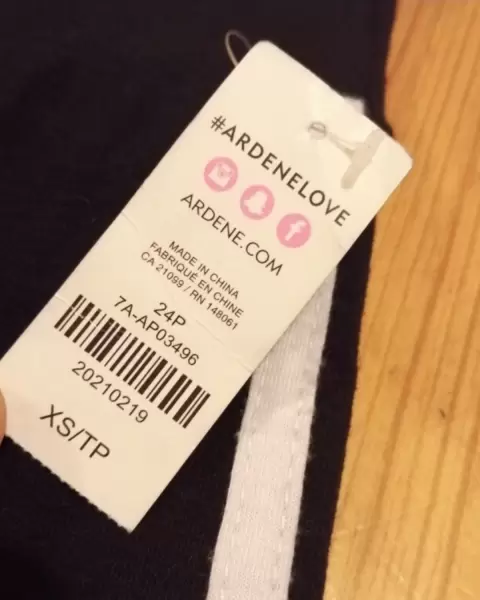 #ARDENELOVE
ARDENE.COM
MADE IN CHINA
FABRIQUÉ EN CHINE
CA 21099 / RN 148061
24P
7A-AP03496
20210219
XS/TP